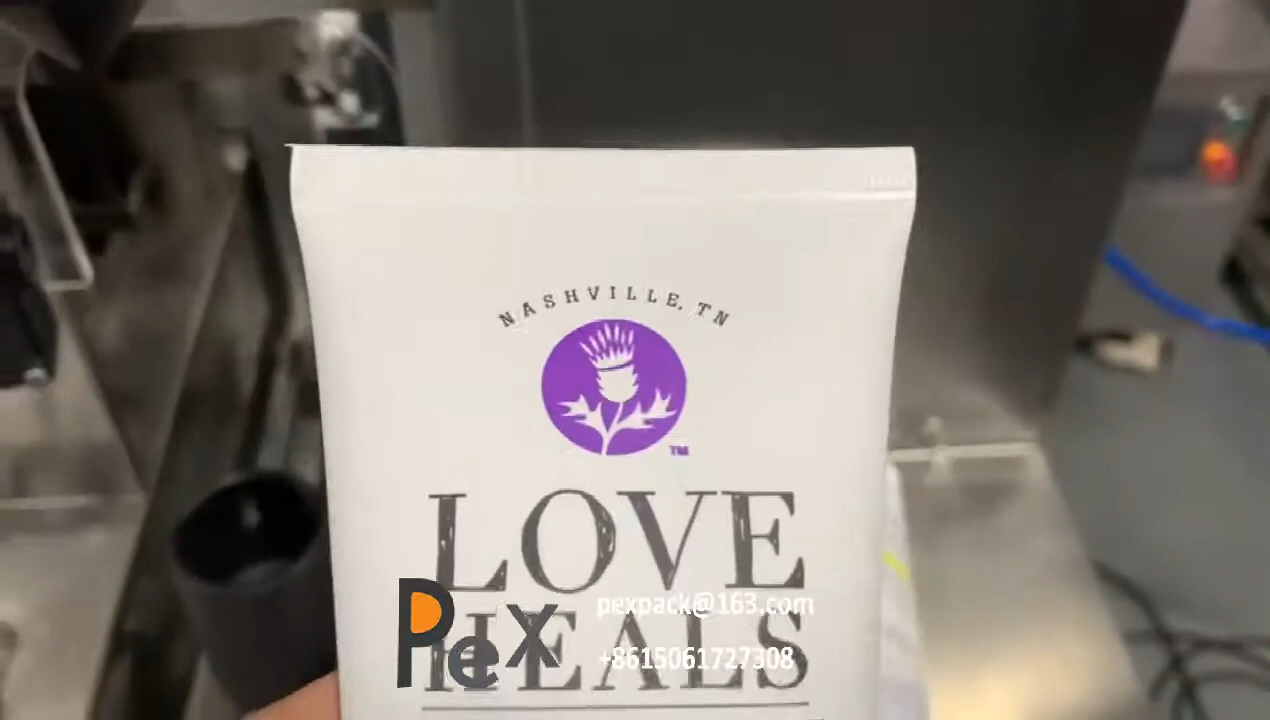 NASHVILLE, TN
TM
LOVE
HEALS
Pex
pexpack@163.com
+8615061727308